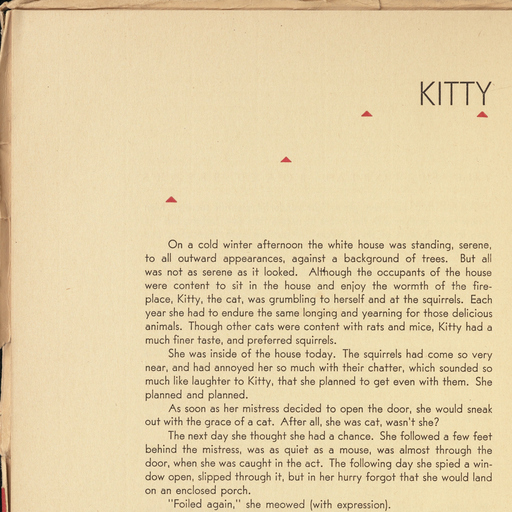 KITTY
On a cold winter afternoon the white house was standing, serene,
to all outward appearances, against a background of trees. But all
was not as serene as it looked. Although the occupants of the house
were content to sit in the house and enjoy the wormth of the fire-
place, Kitty, the cat, was grumbling to herself and at the squirrels. Each
year she had to endure the same longing and yearning for those delicious
animals. Though other cats were content with rats and mice, Kitty had a
much finer taste, and preferred squirrels.
She was inside of the house today. The squirrels had come so very
near, and had annoyed her so much with their chatter, which sounded so
much like laughter to Kitty, that she planned to get even with them. She
planned and planned.
As soon as her mistress decided to open the door, she would sneak
out with the grace of a cat. After all, she was cat, wasn't she?
The next day she thought she had a chance. She followed a few feet
behind the mistress, was as quiet as a mouse, was almost through the
door, when she was caught in the act. The following day she spied a win-
dow open, slipped through it, but in her hurry forgot that she would land
on an enclosed porch.
"Foiled again," she meowed (with expression).